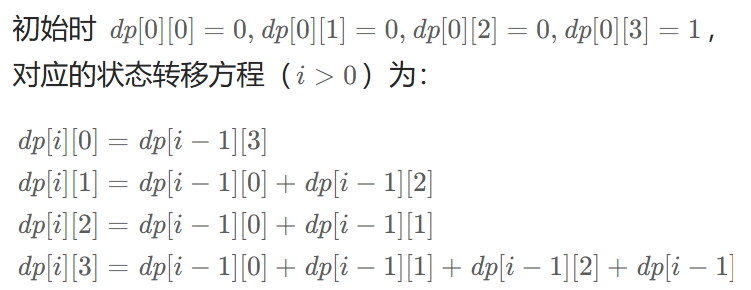 初始时 dp[0][0] = 0, dp[0][1] = 0, dp[0][2] = 0, dp[0][3] = 1，
对应的状态转移方程（i > 0）为：
dp[i][0] = dp[i − 1][3]
dp[i][1] = dp[i − 1][0] + dp[i − 1][2]
dp[i][2] = dp[i − 1][0] + dp[i − 1][1]
dp[i][3] = dp[i − 1][0] + dp[i − 1][1] + dp[i − 1][2] + dp[i − 1]